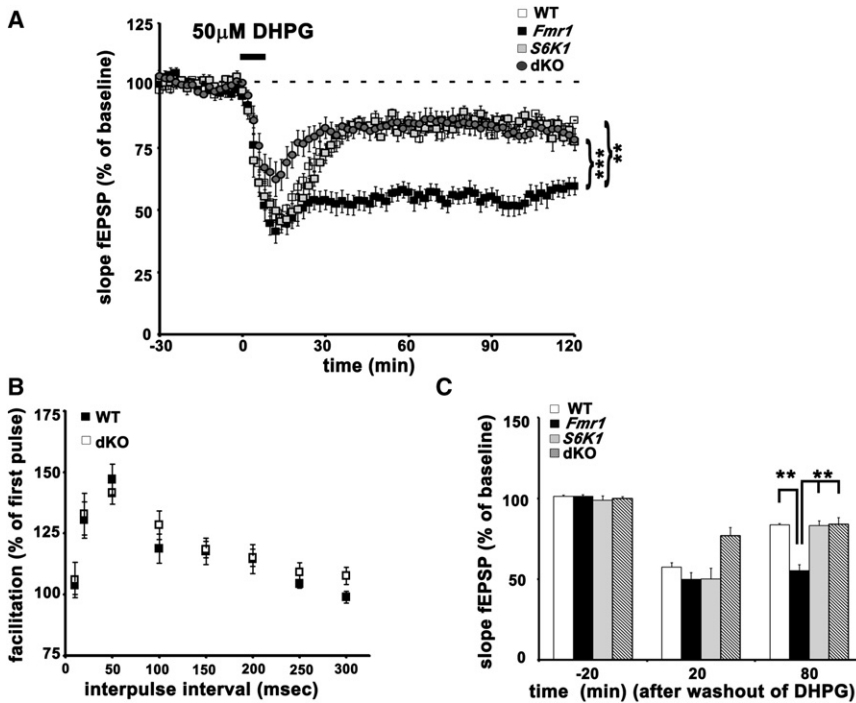 A
50µM DHPG
WT
Fmr1
S6K1
dKO
slope fEPSP (% of baseline)
125
100
75
50
25
0
-30
0
30
60
90
120
time (min)
***
**
B
WT
dKO
facilitation (% of first pulse)
175
150
125
100
75
0
50
100
150
200
250
300
interpulse interval (msec)
C
WT
Fmr1
S6K1
dKO
slope fEPSP (% of baseline)
150
100
50
0
**
**
-20
20
80
time (min) (after washout of DHPG)